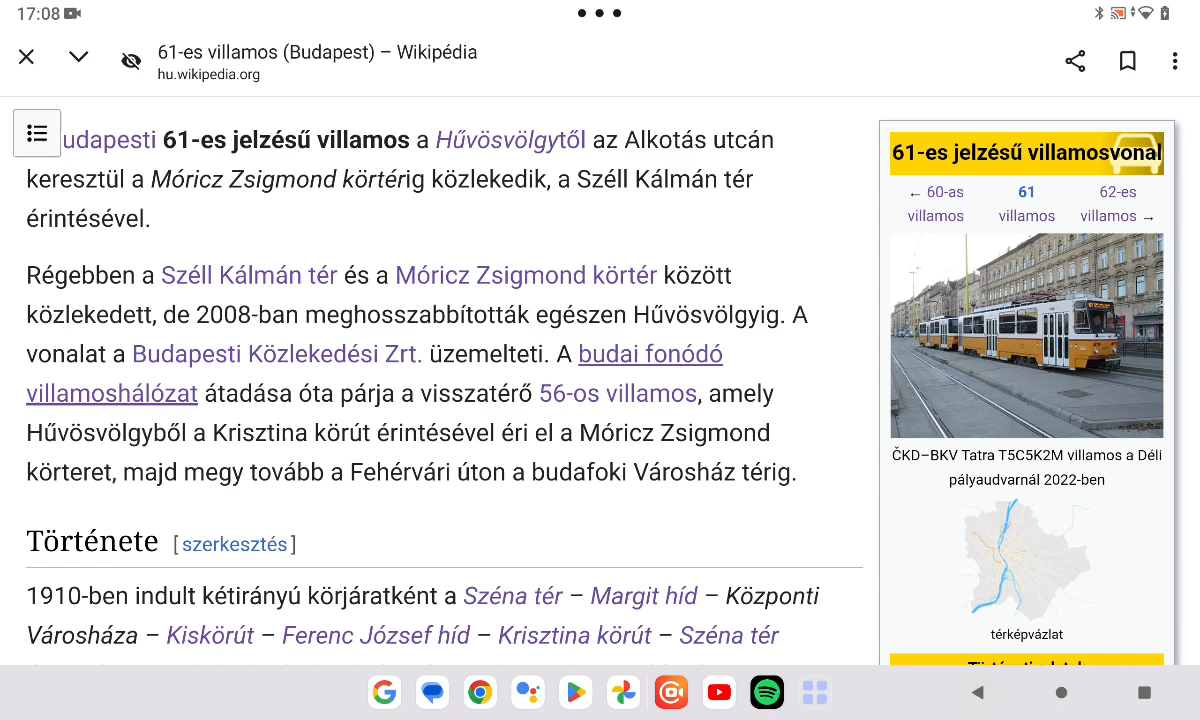 17:08
61-es villamos (Budapest) – Wikipédia
hu.wikipedia.org
udapesti 61-es jelzésű villamos a Hűvösvölgytől az Alkotás utcán
keresztül a Móricz Zsigmond körtérig közlekedik, a Széll Kálmán tér
érintésével.
Régebben a Széll Kálmán tér és a Móricz Zsigmond körtér között
közlekedett, de 2008-ban meghosszabbították egészen Hűvösvölgyig. A
vonalat a Budapesti Közlekedési Zrt. üzemelteti. A budai fonódó
villamoshálózat átadása óta párja a visszatérő 56-os villamos, amely
Hűvösvölgyből a Krisztina körút érintésével éri el a Móricz Zsigmond
körteret, majd megy tovább a Fehérvári úton a budafoki Városház térig.
Története [szerkesztés]
1910-ben indult kétirányú körjáratként a Széna tér – Margit híd – Központi
Városháza – Kiskörút – Ferenc József híd – Krisztina körút – Széna tér
61-es jelzésű villamosvonal
← 60-as villamos
61 villamos
62-es villamos →
ČKD–BKV Tatra T5C5K2M villamos a Déli
pályaudvarnál 2022-ben
térképvázlat